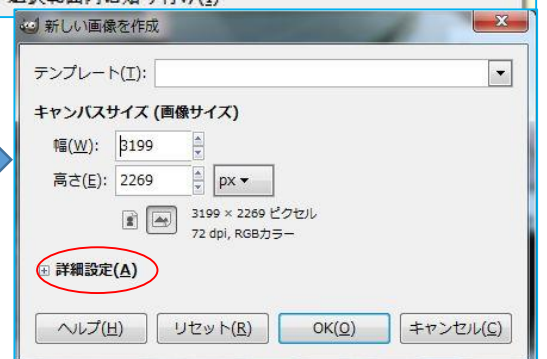 新しい画像を作成
テンプレート(T):
キャンバスサイズ (画像サイズ)
幅(W): 3199
高さ(E): 2269 px
3199 × 2269 ピクセル
72 dpi, RGBカラー
詳細設定(A)
ヘルプ(H) リセット(R) OK(O) キャンセル(C)